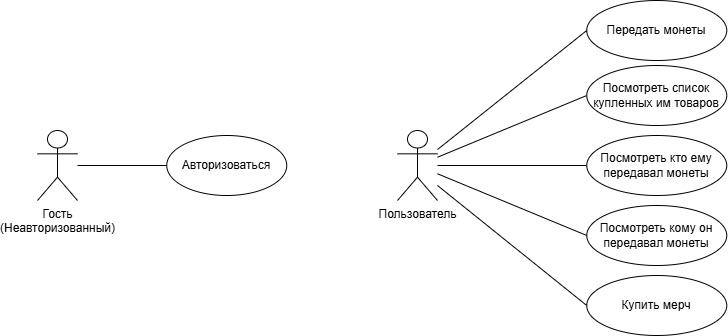 Гость
(Неавторизованный)
Авторизоваться
Пользователь
Передать монеты
Посмотреть список
купленных им товаров
Посмотреть кто ему
передавал монеты
Посмотреть кому он
передавал монеты
Купить мерч